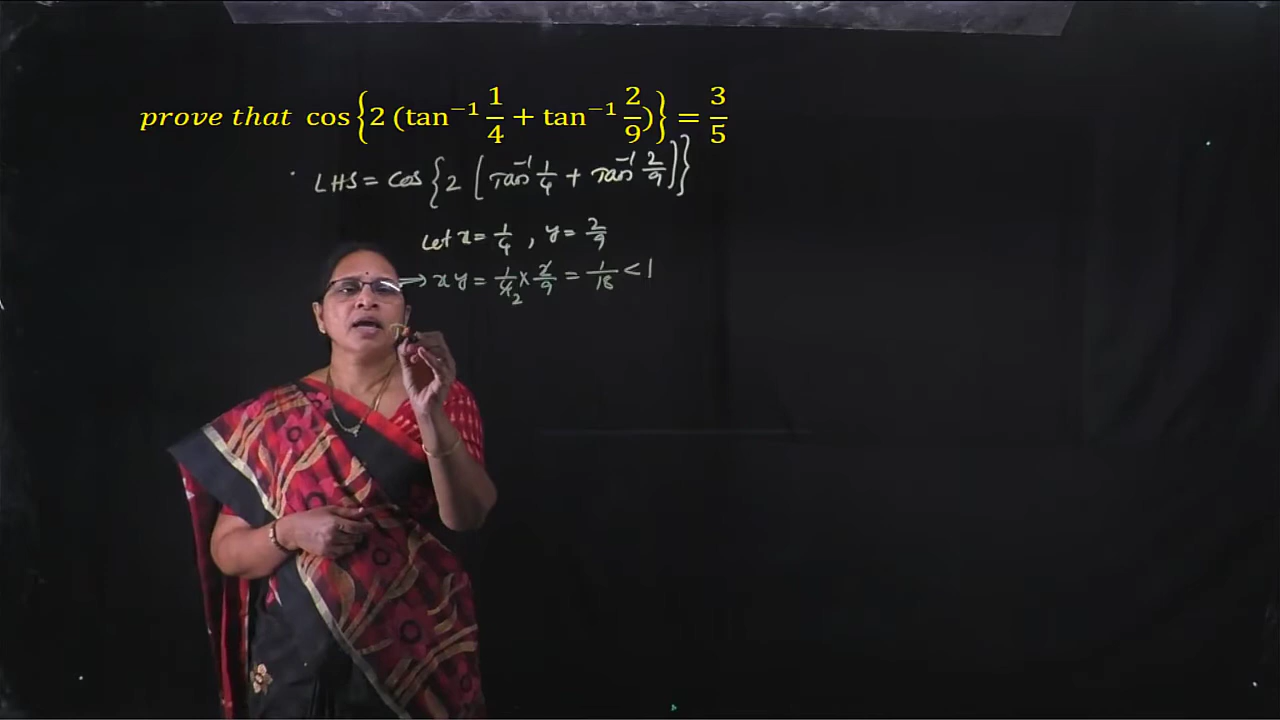 prove that cos{2 (tan⁻¹ 1/4 + tan⁻¹ 2/9)} = 3/5
LHS = cos {2 [Tan⁻¹ 1/4 + Tan⁻¹ 2/9]}
Let x = 1/4 , y = 2/9
⇒ xy = 1/4 2 × 2/9 = 1/18 < 1
T